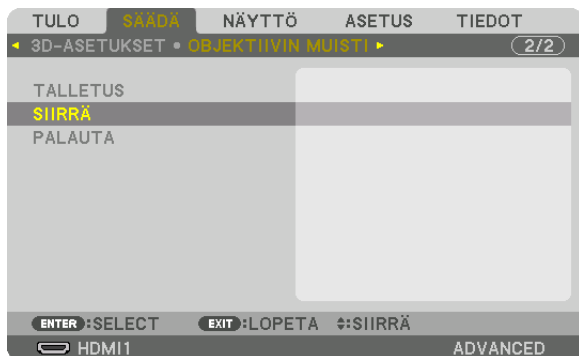 TULO SÄÄDÄ NÄYTTÖ ASETUS TIEDOT
3D-ASETUKSET • OBJEKTIIVIN MUISTI 2/2
TALLETUS
SIIRRÄ
PALAUTA
ENTER :SELECT EXIT :LOPETA :SIIRRÄ
HDMI1 ADVANCED